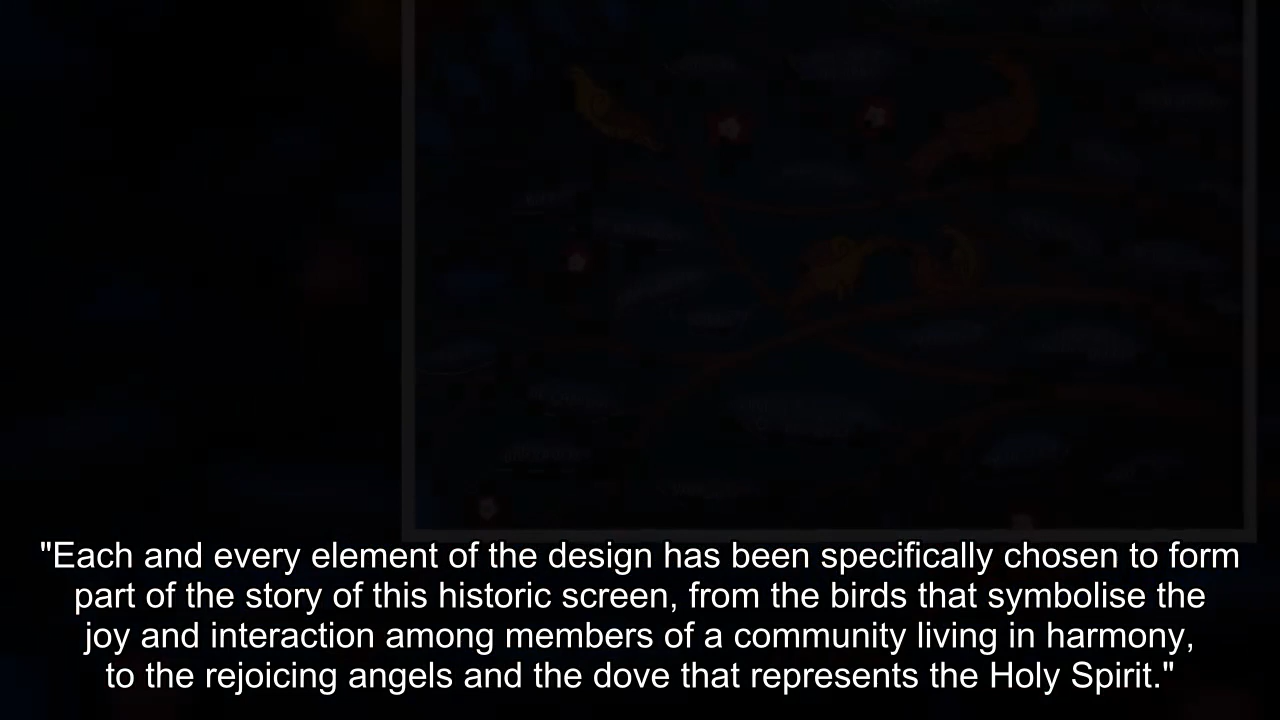 "Each and every element of the design has been specifically chosen to form
part of the story of this historic screen, from the birds that symbolise the
joy and interaction among members of a community living in harmony,
to the rejoicing angels and the dove that represents the Holy Spirit."